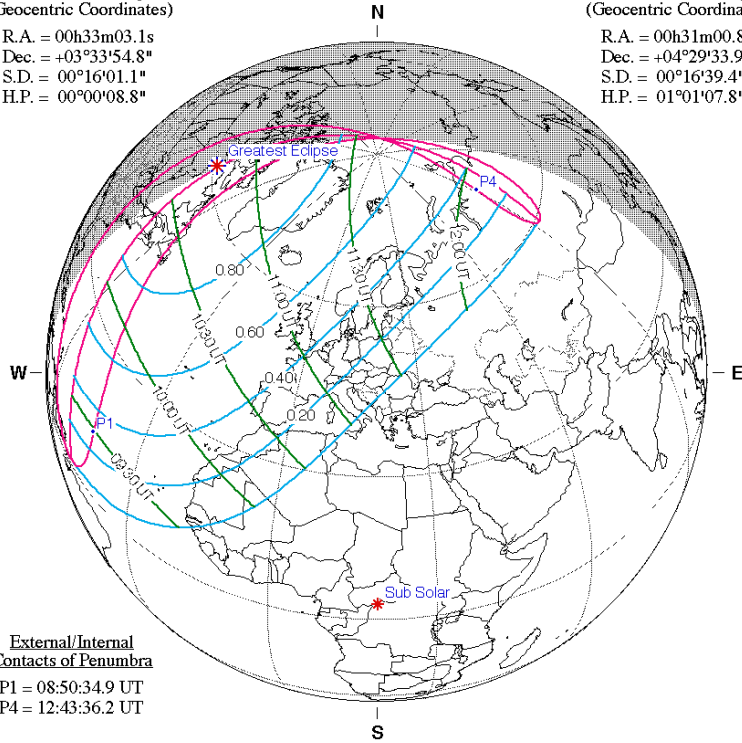 Geocentric Coordinates)
R.A. = 00h33m03.1s
Dec. = +03°33'54.8"
S.D. = 00°16'01.1"
H.P. = 00°00'08.8"
N
(Geocentric Coordina
R.A. = 00h31m00.8
Dec. = +04°29'33.9
S.D. = 00°16'39.4"
H.P. = 01°01'07.8"
Greatest Eclipse
P4
0.80
0.60
0.40
0.20
09:30 UT
10:00 UT
10:30 UT
11:00 UT
11:30 UT
12:00 UT
W
E
P1
Sub Solar
External/Internal
Contacts of Penumbra
P1 = 08:50:34.9 UT
P4 = 12:43:36.2 UT
S